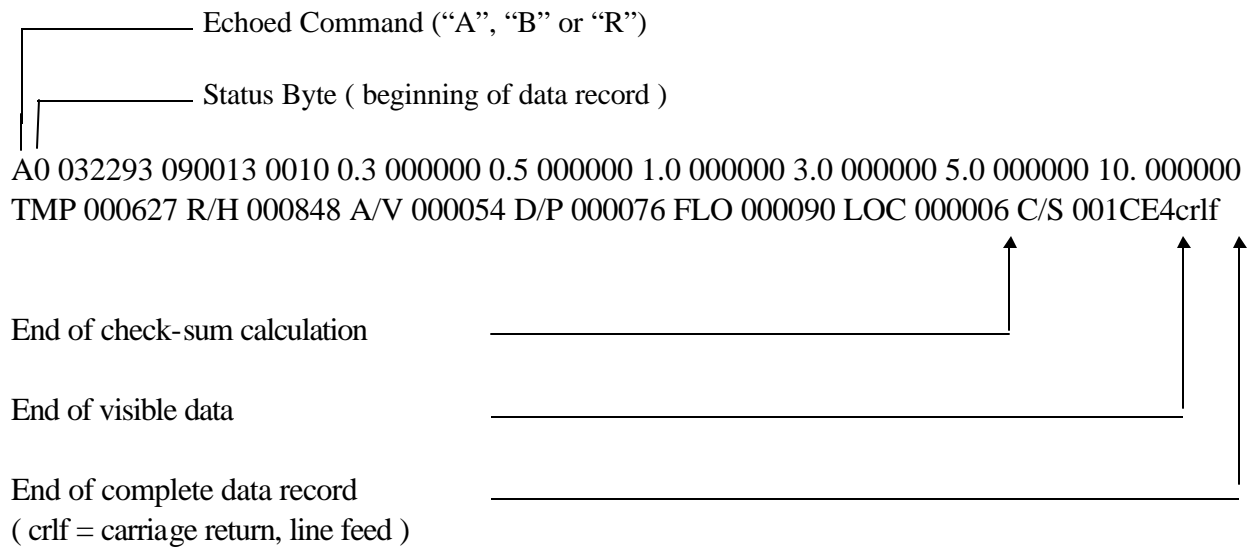 Echoed Command (“A”, “B” or “R”)
Status Byte ( beginning of data record )
A0 032293 090013 0010 0.3 000000 0.5 000000 1.0 000000 3.0 000000 5.0 000000 10. 000000
TMP 000627 R/H 000848 A/V 000054 D/P 000076 FLO 000090 LOC 000006 C/S 001CE4crlf
End of check-sum calculation
End of visible data
End of complete data record
( crlf = carriage return, line feed )